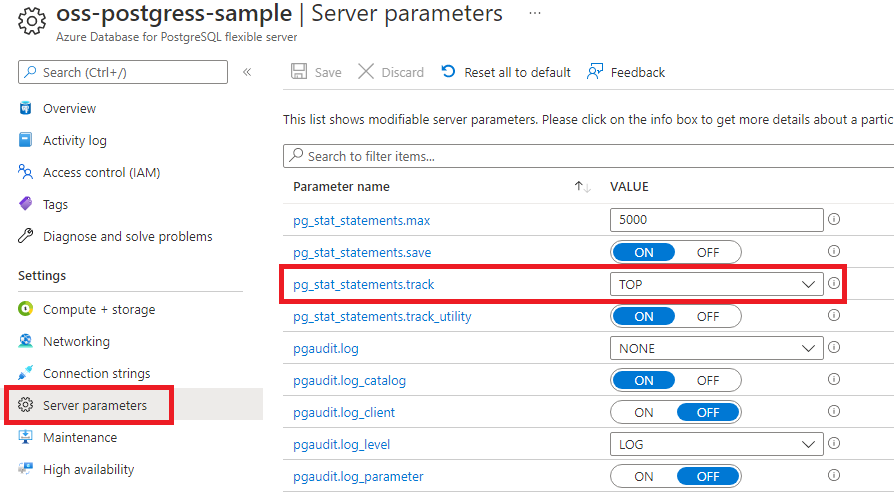 oss-postgress-sample | Server parameters ...
Azure Database for PostgreSQL flexible server
Search (Ctrl+/) «
Overview
Activity log
Access control (IAM)
Tags
Diagnose and solve problems
Settings
Compute + storage
Networking
Connection strings
Server parameters
Maintenance
High availability
Save Discard Reset all to default Feedback
This list shows modifiable server parameters. Please click on the info box to get more details about a partic
Search to filter items...
Parameter name ↑↓ VALUE
pg_stat_statements.max 5000
pg_stat_statements.save ON OFF
pg_stat_statements.track TOP
pg_stat_statements.track_utility ON OFF
pgaudit.log NONE
pgaudit.log_catalog ON OFF
pgaudit.log_client ON OFF
pgaudit.log_level LOG
pgaudit.log_parameter ON OFF